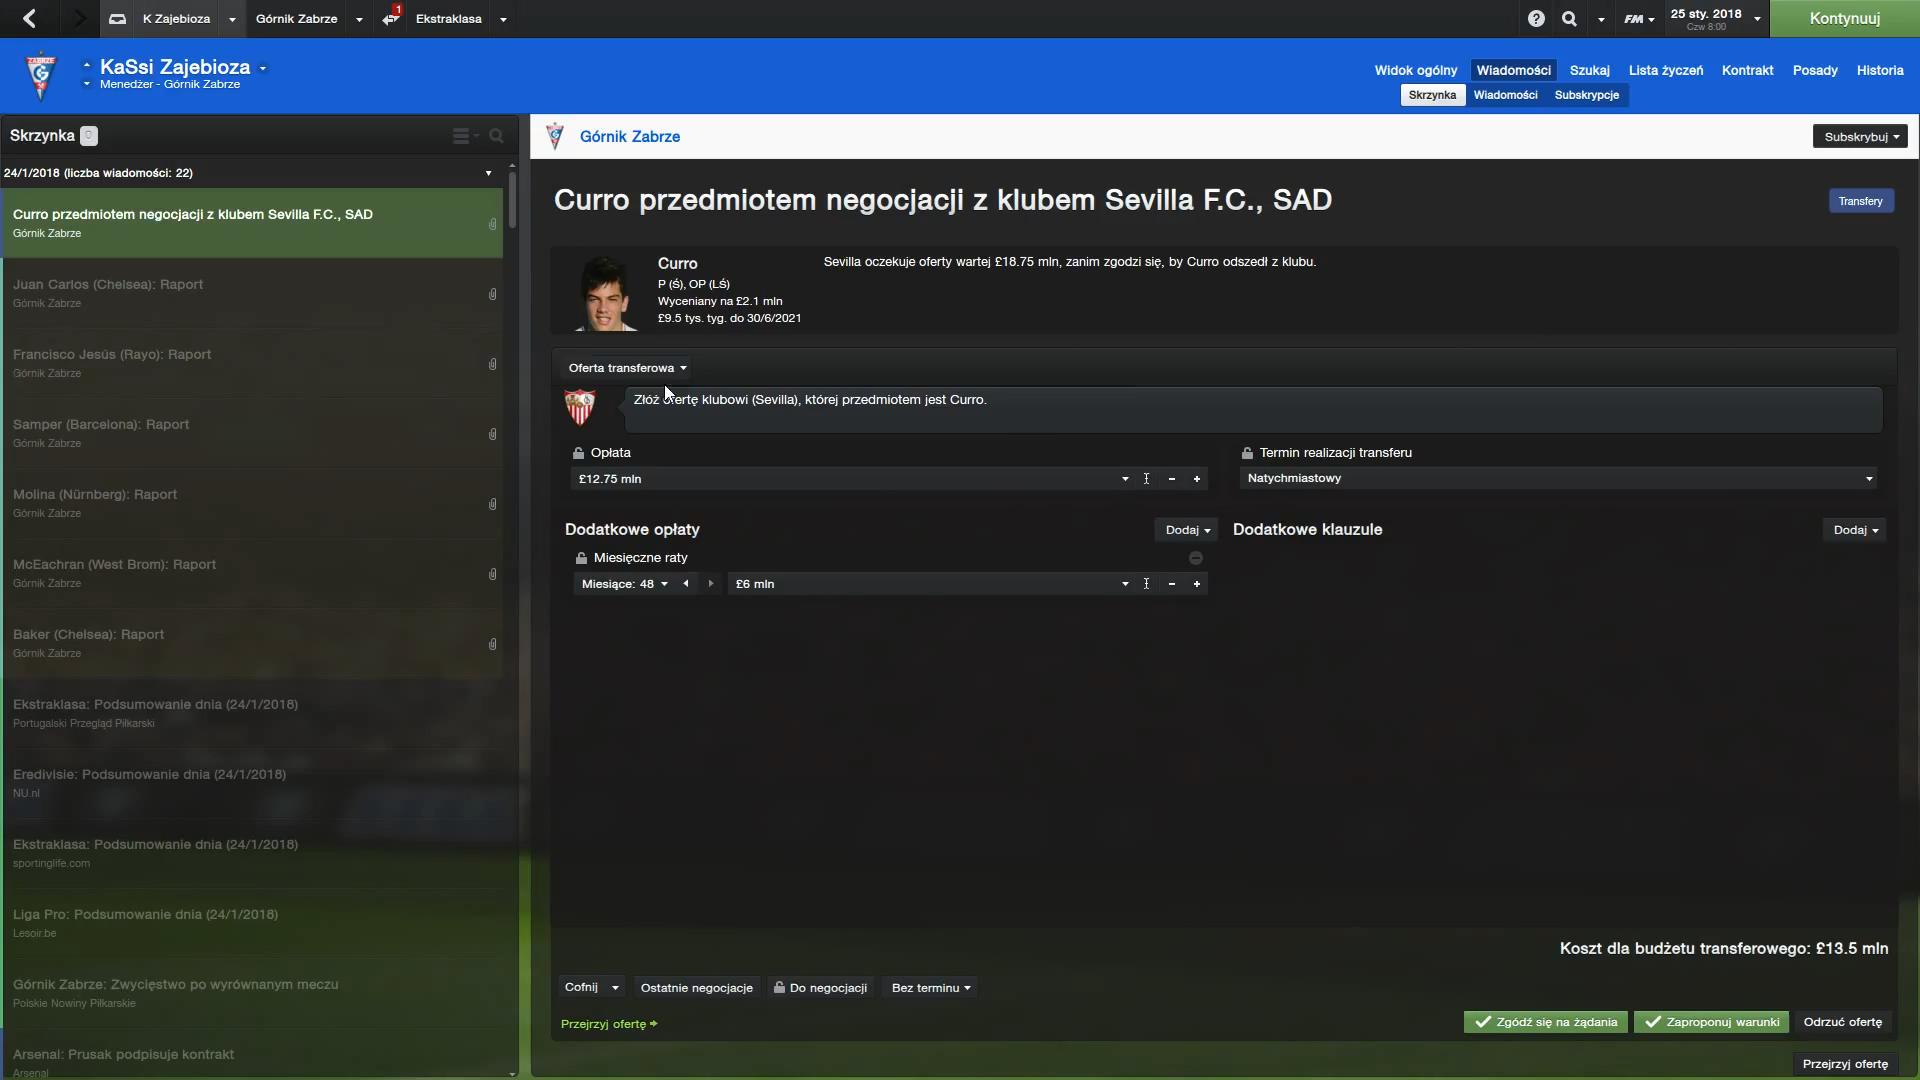 K Zajebioza
Górnik Zabrze
1
Ekstraklasa
FM
25 sty. 2018
Czw 8:00
Kontynuuj
KaSsi Zajebioza
Menedżer - Górnik Zabrze
Widok ogólny
Wiadomości
Szukaj
Lista życzeń
Kontrakt
Posady
Historia
Skrzynka
Wiadomości
Subskrypcje
Skrzynka 0
Górnik Zabrze
Subskrybuj
24/1/2018 (liczba wiadomości: 22)
Curro przedmiotem negocjacji z klubem Sevilla F.C., SAD
Górnik Zabrze
Juan Carlos (Chelsea): Raport
Górnik Zabrze
Francisco Jesús (Rayo): Raport
Górnik Zabrze
Samper (Barcelona): Raport
Górnik Zabrze
Molina (Nürnberg): Raport
Górnik Zabrze
McEachran (West Brom): Raport
Górnik Zabrze
Baker (Chelsea): Raport
Górnik Zabrze
Ekstraklasa: Podsumowanie dnia (24/1/2018)
Portugalski Przegląd Piłkarski
Eredivisie: Podsumowanie dnia (24/1/2018)
NU.nl
Ekstraklasa: Podsumowanie dnia (24/1/2018)
sportinglife.com
Liga Pro: Podsumowanie dnia (24/1/2018)
Lesoir.be
Górnik Zabrze: Zwycięstwo po wyrównanym meczu
Polskie Nowiny Piłkarskie
Arsenal: Prusak podpisuje kontrakt
Arsenal
Curro przedmiotem negocjacji z klubem Sevilla F.C., SAD
Transfery
Curro
P (Ś), OP (LŚ)
Wyceniany na £2.1 mln
£9.5 tys. tyg. do 30/6/2021
Sevilla oczekuje oferty wartej £18.75 mln, zanim zgodzi się, by Curro odszedł z klubu.
Oferta transferowa
Złóż ofertę klubowi (Sevilla), której przedmiotem jest Curro.
Opłata
£12.75 mln
Termin realizacji transferu
Natychmiastowy
Dodatkowe opłaty
Dodaj
Dodatkowe klauzule
Dodaj
Miesięczne raty
Miesiące: 48
£6 mln
Koszt dla budżetu transferowego: £13.5 mln
Cofnij
Ostatnie negocjacje
Do negocjacji
Bez terminu
Przejrzyj ofertę
Zgódź się na żądania
Zaproponuj warunki
Odrzuć ofertę
Przejrzyj ofertę